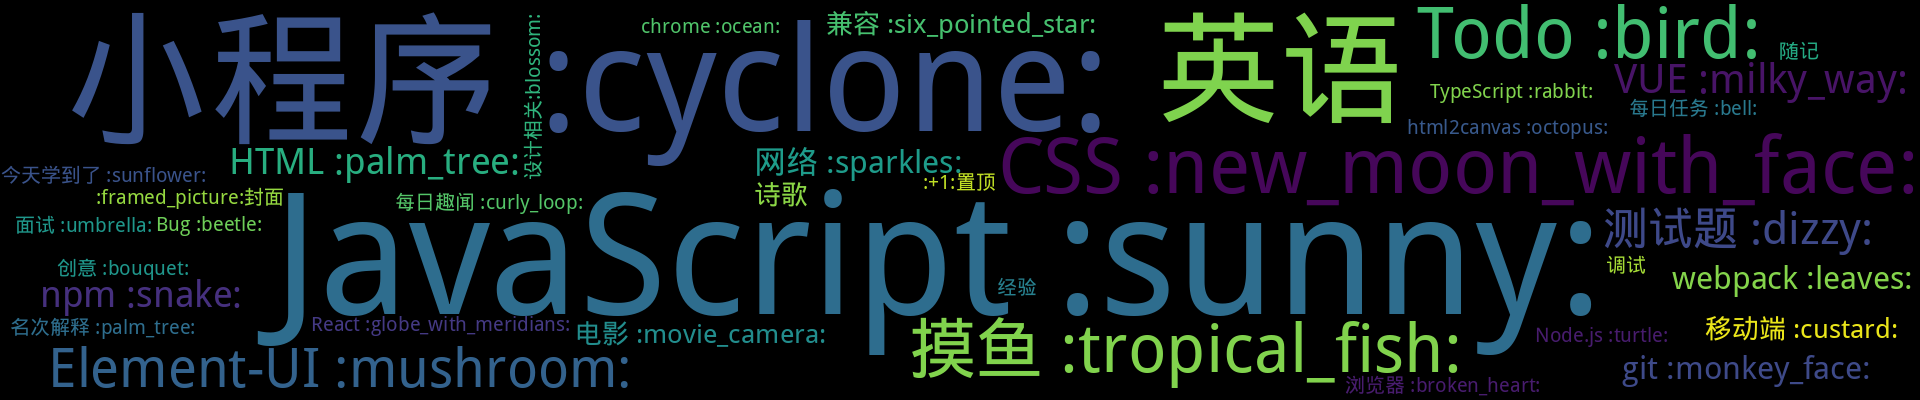 小程序 :cyclone:
设计相关:blossom:
chrome :ocean:
兼容 :six_pointed_star:
英语
Todo :bird:
随记
VUE :milky_way:
TypeScript :rabbit:
每日任务 :bell:
html2canvas :octopus:
HTML :palm_tree:
网络 :sparkles:
CSS :new_moon_with_face:
今天学到了 :sunflower:
:+1:置顶
:framed_picture:封面
每日趣闻 :curly_loop:
诗歌
面试 :umbrella:
Bug :beetle:
JavaScript :sunny:
测试题 :dizzy:
创意 :bouquet:
调试
npm :snake:
经验
webpack :leaves:
名次解释 :palm_tree:
React :globe_with_meridians:
电影 :movie_camera:
摸鱼 :tropical_fish:
Node.js :turtle:
移动端 :custard:
Element-UI :mushroom:
git :monkey_face:
浏览器 :broken_heart: